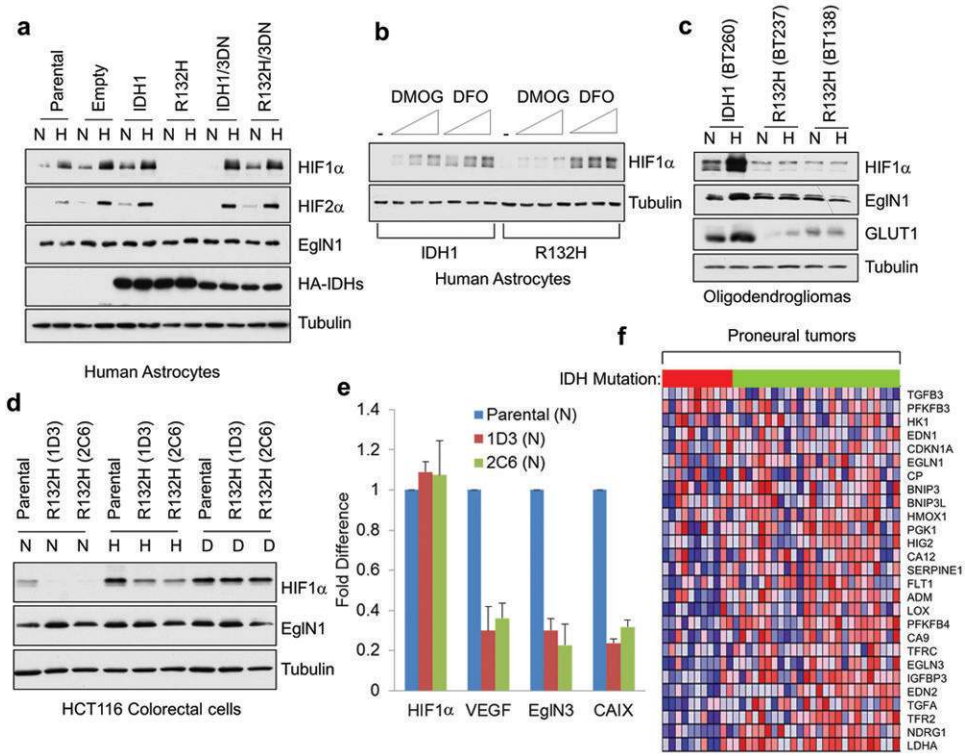 a
Parental
Empty
IDH1
R132H
IDH1/3DN
R132H/3DN
N H N H N H N H N H N H
HIF1α
HIF2α
EglN1
HA-IDHs
Tubulin
Human Astrocytes
b
DMOG DFO DMOG DFO
- -
HIF1α
Tubulin
IDH1 R132H
Human Astrocytes
c
IDH1 (BT260)
R132H (BT237)
R132H (BT138)
N H N H N H
HIF1α
EglN1
GLUT1
Tubulin
Oligodendrogliomas
d
Parental
R132H (1D3)
R132H (2C6)
Parental
R132H (1D3)
R132H (2C6)
Parental
R132H (1D3)
R132H (2C6)
N N N H H H D D D
HIF1α
EglN1
Tubulin
HCT116 Colorectal cells
e
Fold Difference
1.4
1.2
1
0.8
0.6
0.4
0.2
0
Parental (N)
1D3 (N)
2C6 (N)
HIF1α VEGF EglN3 CAIX
f
Proneural tumors
IDH Mutation:
TGFB3
PFKFB3
HK1
EDN1
CDKN1A
EGLN1
CP
BNIP3
BNIP3L
HMOX1
PGK1
HIG2
CA12
SERPINE1
FLT1
ADM
LOX
PFKFB4
CA9
TFRC
EGLN3
IGFBP3
EDN2
TGFA
TFR2
NDRG1
LDHA